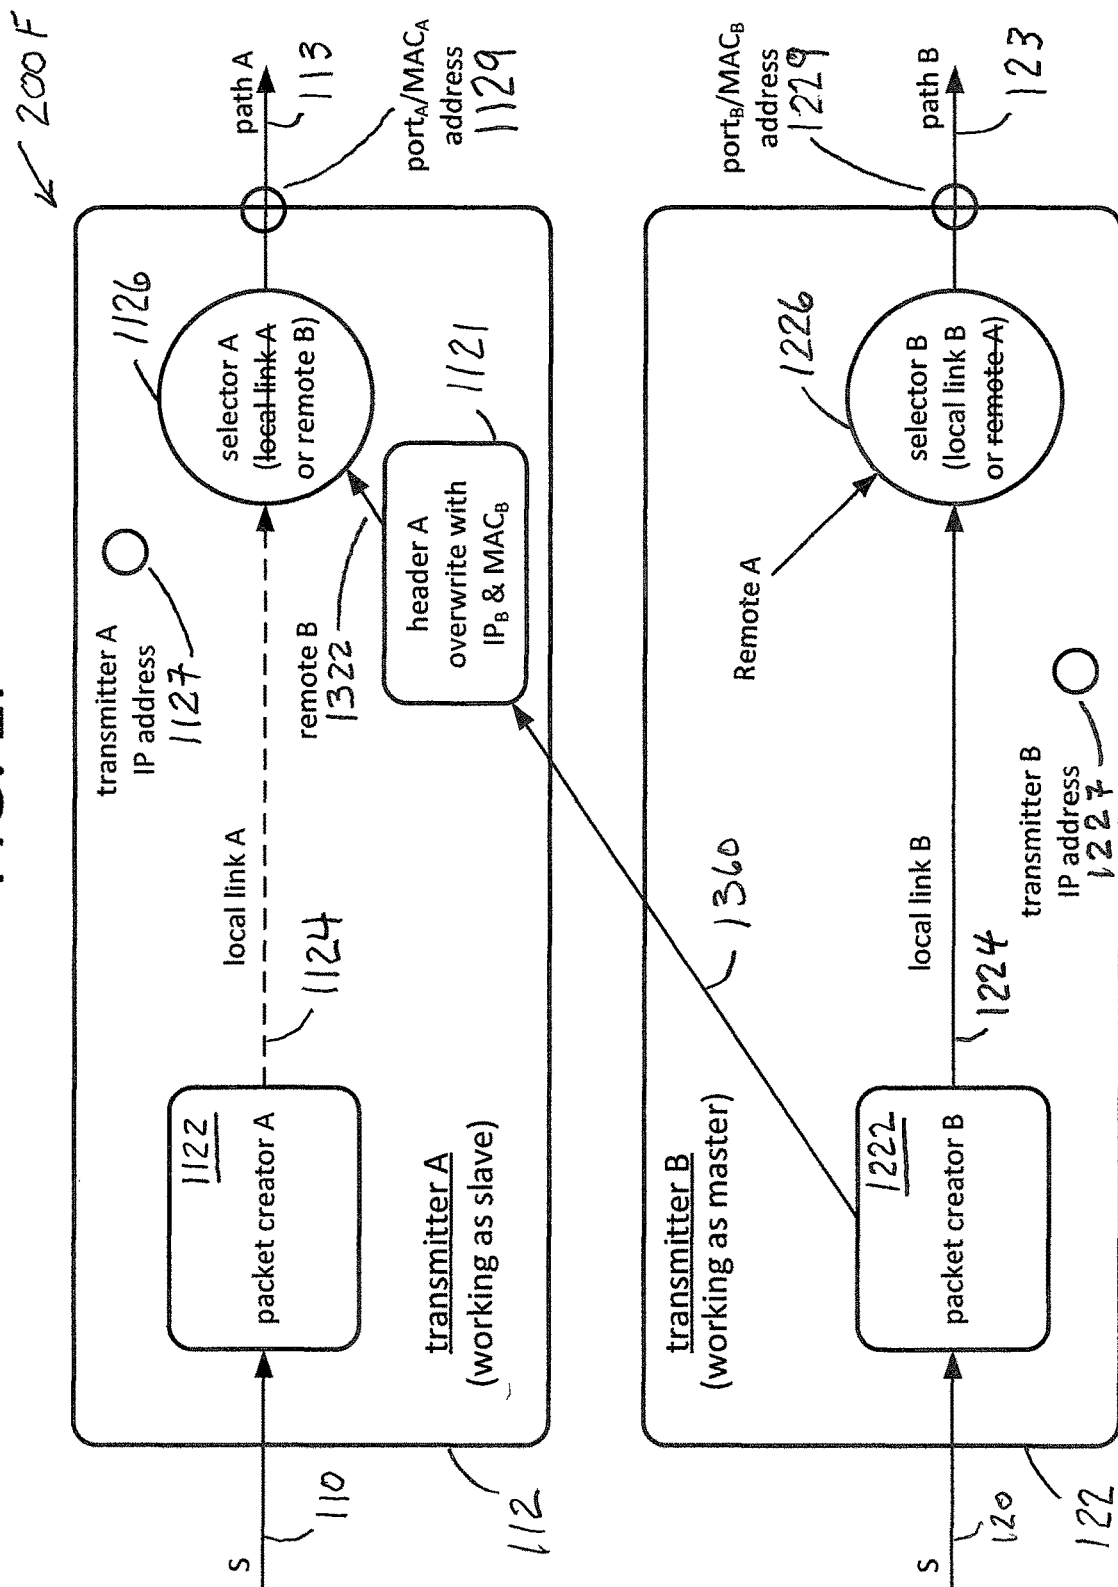 200F
S
110
112
1122
packet creator A
transmitter A
(working as slave)
local link A
1124
transmitter A
IP address
1127
remote B
1322
header A
overwrite with
IPB & MACB
1121
selector A
(local link A
or remote B)
1126
path A
113
portA/MACA
address
1129
S
120
122
transmitter B
(working as master)
1222
packet creator B
1360
local link B
1224
transmitter B
IP address
1227
Remote A
selector B
(local link B
or remote A)
1226
portB/MACB
address
1229
path B
123